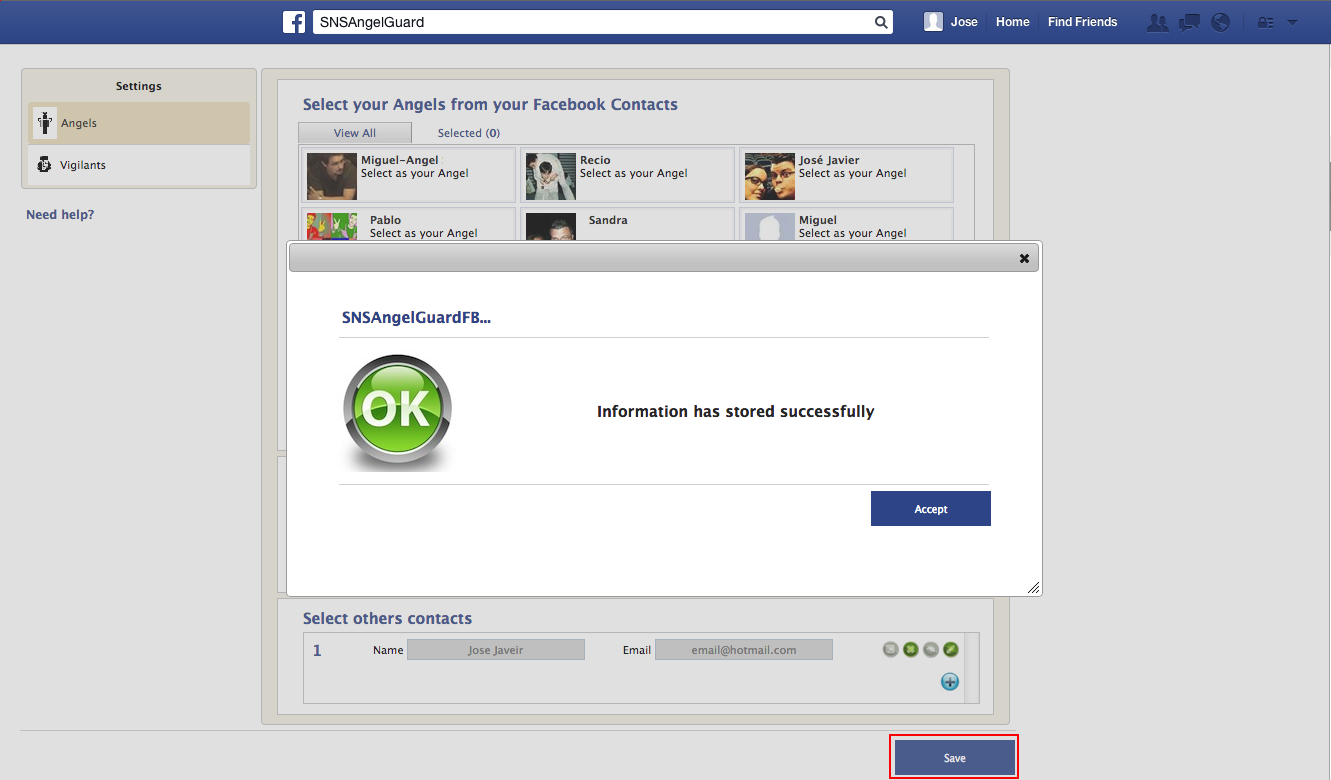 f SNSAngelGuard Jose Home Find Friends
Settings
Angels
Vigilants
Need help?
Select your Angels from your Facebook Contacts
View All Selected (0)
Miguel-Angel Recio José Javier
Select as your Angel Select as your Angel Select as your Angel
Pablo Sandra Miguel
Select as your Angel Select as your Angel
SNSAngelGuardFB...
OK
Information has stored successfully
Accept
Select others contacts
1 Name Jose Javeir Email email@hotmail.com
Save